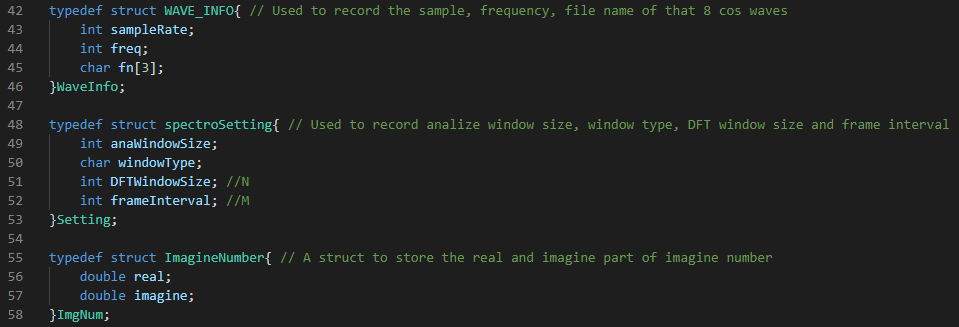 42 typedef struct WAVE_INFO{ // Used to record the sample, frequency, file name of that 8 cos waves
43     int sampleRate;
44     int freq;
45     char fn[3];
46 }WaveInfo;
47
48 typedef struct spectroSetting{ // Used to record analize window size, window type, DFT window size and frame interval
49     int anaWindowSize;
50     char windowType;
51     int DFTWindowSize; //N
52     int frameInterval; //M
53 }Setting;
54
55 typedef struct ImagineNumber{ // A struct to store the real and imagine part of imagine number
56     double real;
57     double imagine;
58 }ImgNum;